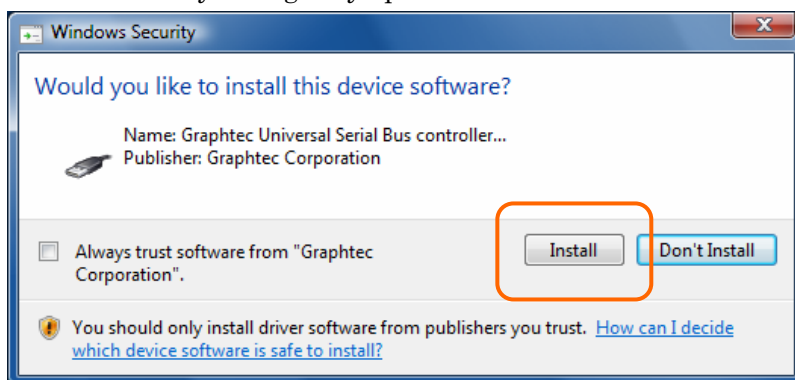 Windows Security
Would you like to install this device software?
Name: Graphtec Universal Serial Bus controller...
Publisher: Graphtec Corporation
Always trust software from "Graphtec
Corporation".
Install
Don't Install
You should only install driver software from publishers you trust. How can I decide
which device software is safe to install?